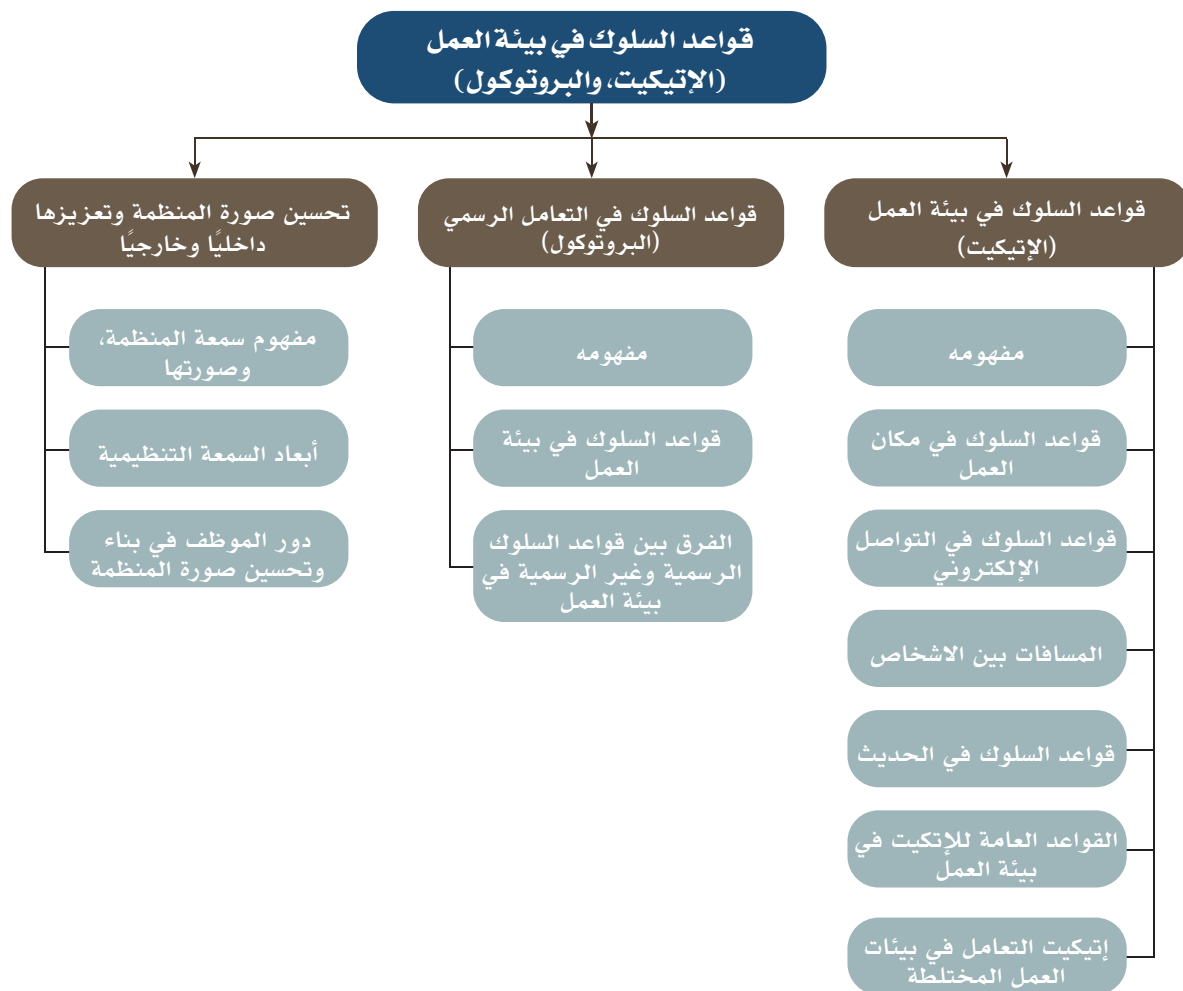 قواعد السلوك في بيئة العمل
(الإتيكيت، والبروتوكول)
قواعد السلوك في بيئة العمل
(الإتيكيت)
مفهومه
قواعد السلوك في مكان
العمل
قواعد السلوك في التواصل
الإلكتروني
المسافات بين الاشخاص
قواعد السلوك في الحديث
القواعد العامة للإتكيت في
بيئة العمل
إتيكيت التعامل في بيئات
العمل المختلطة
قواعد السلوك في التعامل الرسمي
(البروتوكول)
مفهومه
قواعد السلوك في بيئة
العمل
الفرق بين قواعد السلوك
الرسمية وغير الرسمية في
بيئة العمل
تحسين صورة المنظمة وتعزيزها
داخليًا وخارجيًا
مفهوم سمعة المنظمة،
وصورتها
أبعاد السمعة التنظيمية
دور الموظف في بناء
وتحسين صورة المنظمة